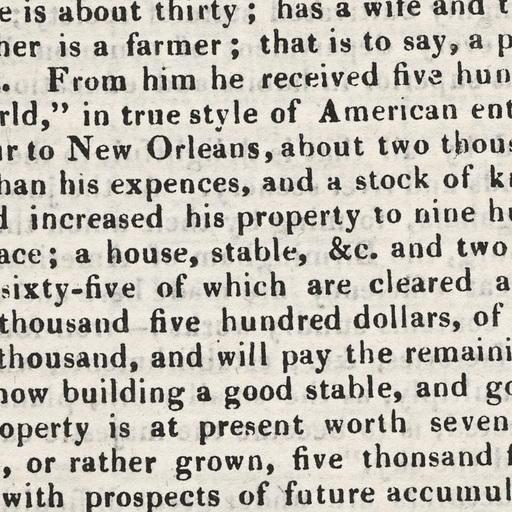 e is about thirty; has a wife and t
her is a farmer; that is to say, a p
. From him he received five hun
rld,” in true style of American ent
ur to New Orleans, about two thous
han his expences, and a stock of k
d increased his property to nine hu
ace; a house, stable, &c. and two
sixty-five of which are cleared a
thousand five hundred dollars, of
thousand, and will pay the remaini
now building a good stable, and go
operty is at present worth seven
, or rather grown, five thonsand f
with prospects of future accumul